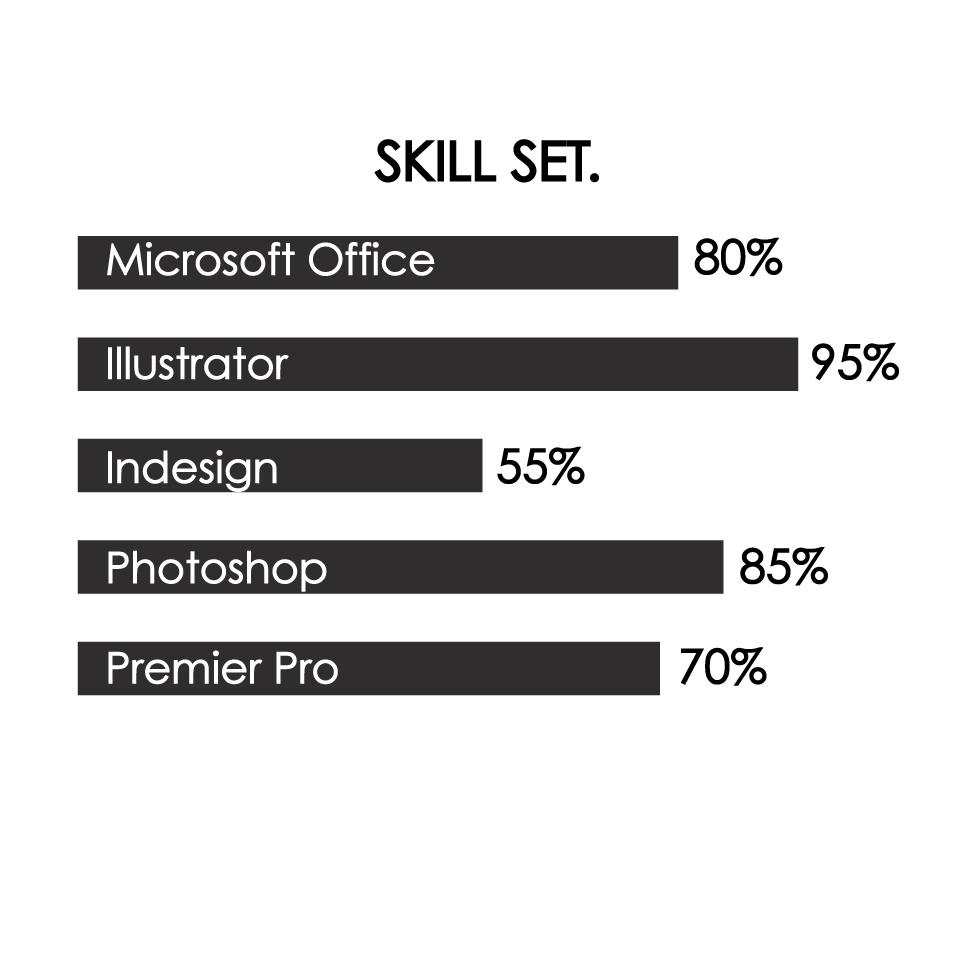 SKILL SET.
Microsoft Office 80%
Illustrator 95%
Indesign 55%
Photoshop 85%
Premier Pro 70%